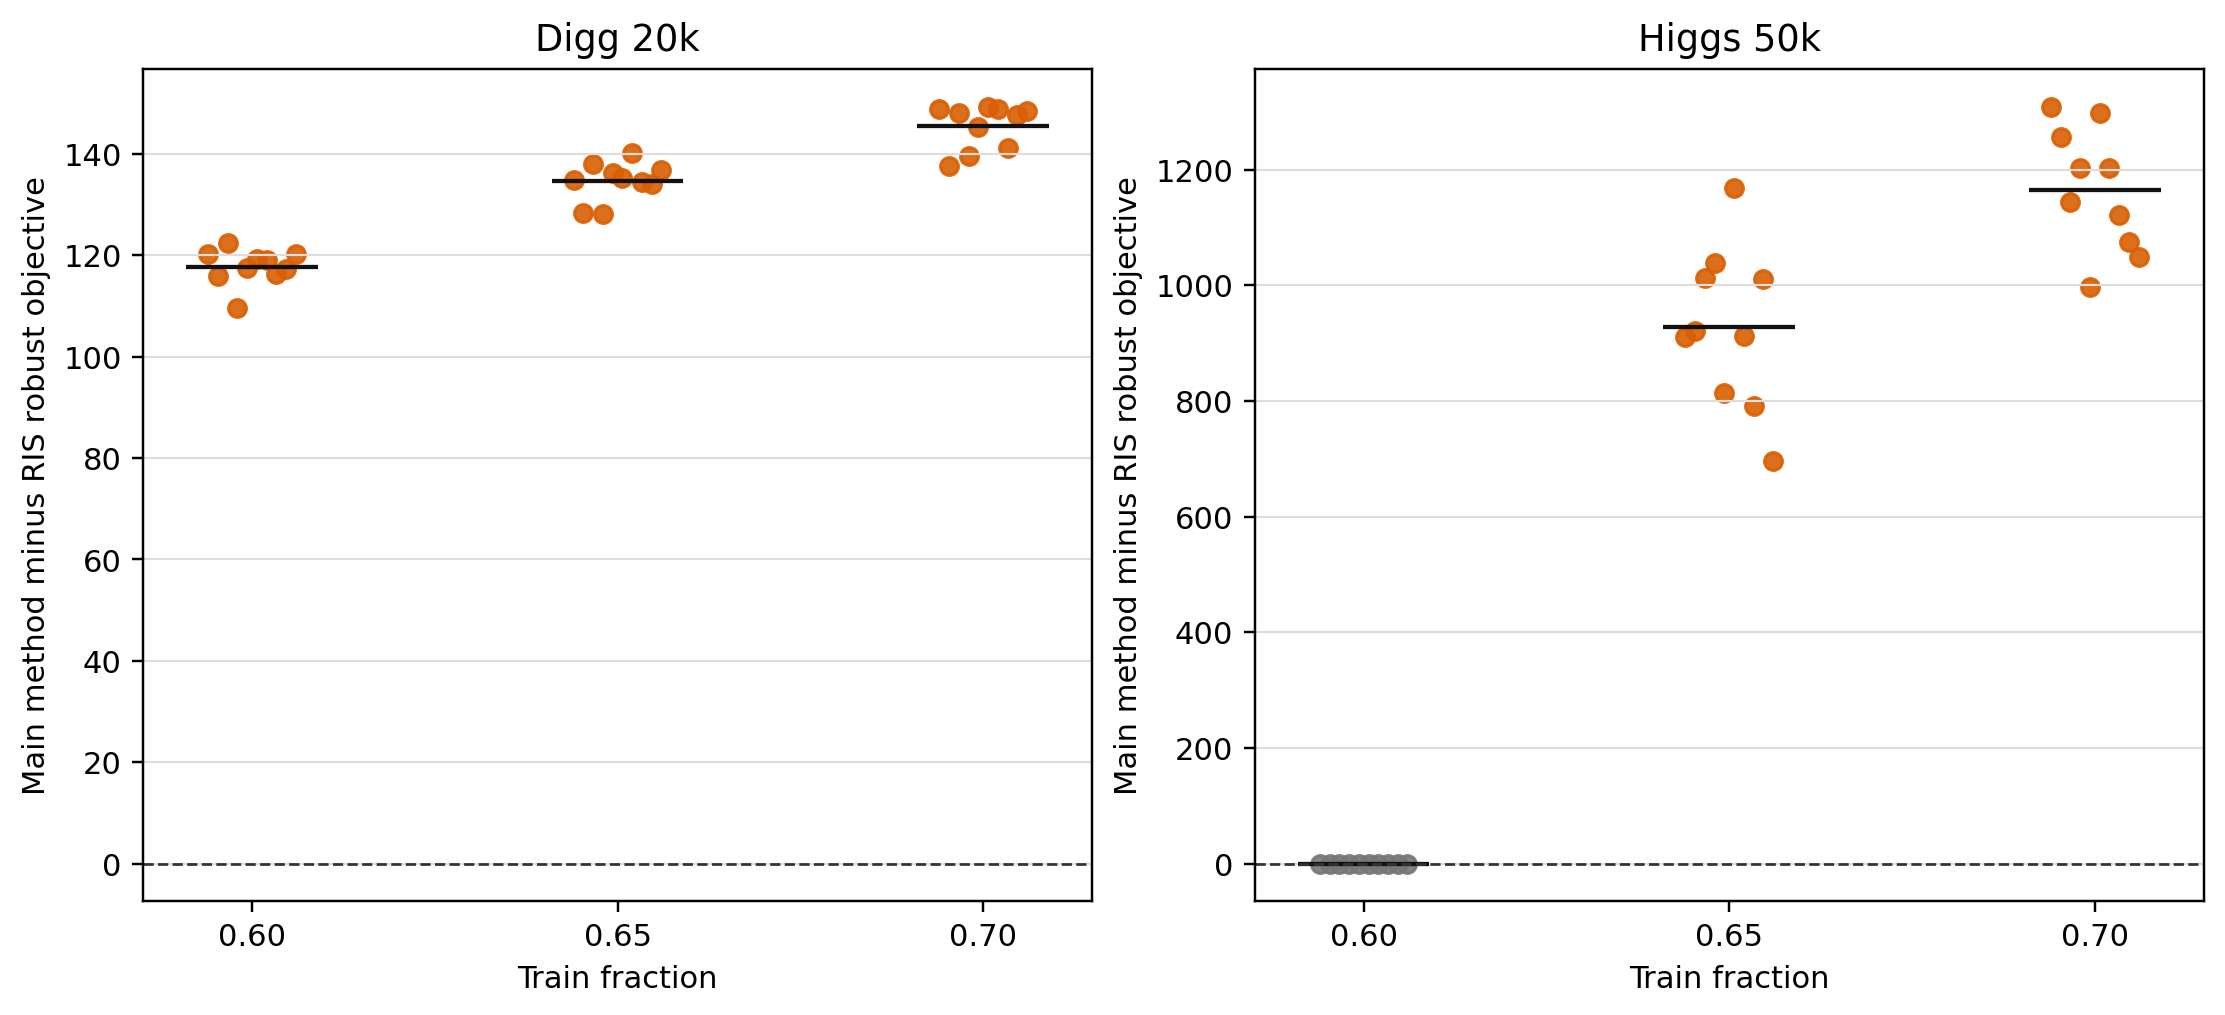 Digg 20k
Main method minus RIS robust objective
140
120
100
80
60
40
20
0
0.60 0.65 0.70
Train fraction
Higgs 50k
Main method minus RIS robust objective
1200
1000
800
600
400
200
0
0.60 0.65 0.70
Train fraction